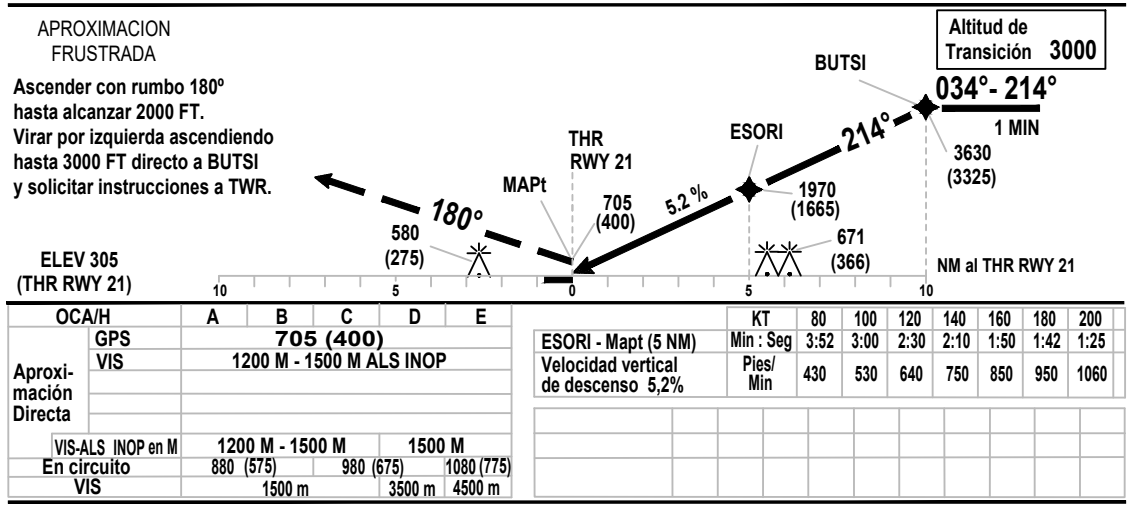 APROXIMACION
FRUSTRADA
Ascender con rumbo 180º
hasta alcanzar 2000 FT.
Virar por izquierda ascendiendo
hasta 3000 FT directo a BUTSI
y solicitar instrucciones a TWR.
Altitud de
Transición 3000
BUTSI
034°- 214°
1 MIN
3630
(3325)
214°
ESORI
1970
(1665)
5.2 %
THR
RWY 21
MAPt
705
(400)
180°
580
(275)
671
(366)
ELEV 305
(THR RWY 21)
NM al THR RWY 21
10 5 0 5 10
OCA/H A B C D E
Aproxi-
mación
Directa
GPS 705 (400)
VIS 1200 M - 1500 M ALS INOP
VIS-ALS INOP en M 1200 M - 1500 M 1500 M
En circuito 880 (575) 980 (675) 1080 (775)
VIS 1500 m 3500 m 4500 m
KT 80 100 120 140 160 180 200
ESORI - Mapt (5 NM) Min : Seg 3:52 3:00 2:30 2:10 1:50 1:42 1:25
Velocidad vertical
de descenso 5,2%
Pies/
Min
430 530 640 750 850 950 1060